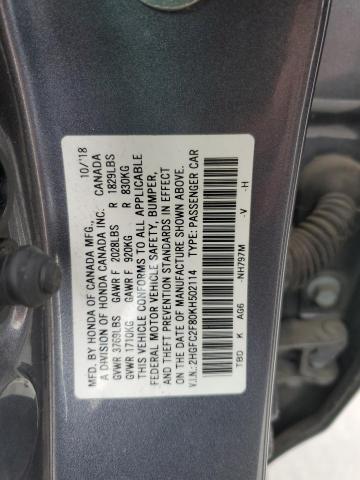 MFD. BY HONDA OF CANADA MFG. 10/'18
A DIVISION OF HONDA CANADA INC. CANADA
GVWR 3769LBS GAWR F 2028LBS R 1829LBS
GVWR 1710KG GAWR F 920KG R 830KG
THIS VEHICLE CONFORMS TO ALL APPLICABLE
FEDERAL MOTOR VEHICLE SAFETY, BUMPER,
AND THEFT PREVENTION STANDARDS IN EFFECT
ON THE DATE OF MANUFACTURE SHOWN ABOVE.
V.I.N.: 2HGFC2F80KH502114 TYPE: PASSENGER CAR
TBD K AG6 -NH797M -V -H